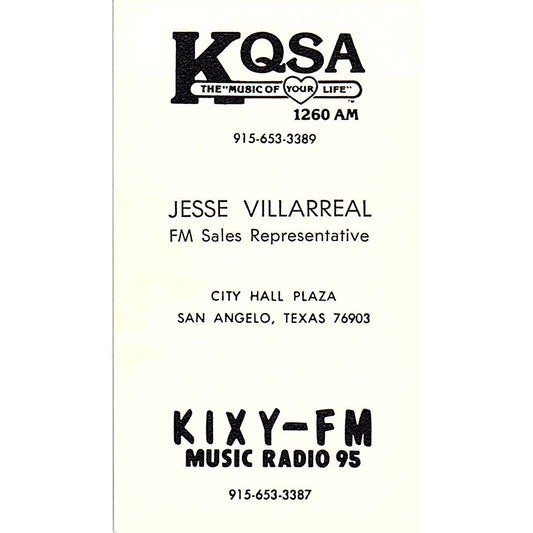 KQSA
THE "MUSIC OF YOUR LIFE"
™
1260 AM
915-653-3389
JESSE VILLARREAL
FM Sales Representative
CITY HALL PLAZA
SAN ANGELO, TEXAS 76903
KIXY-FM
MUSIC RADIO 95
915-653-3387